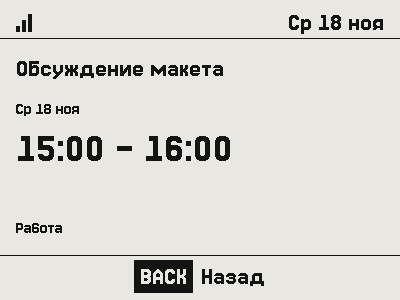 Ср 18 ноя
Обсуждение макета
Ср 18 ноя
15:00 – 16:00
Работа
BACK Назад